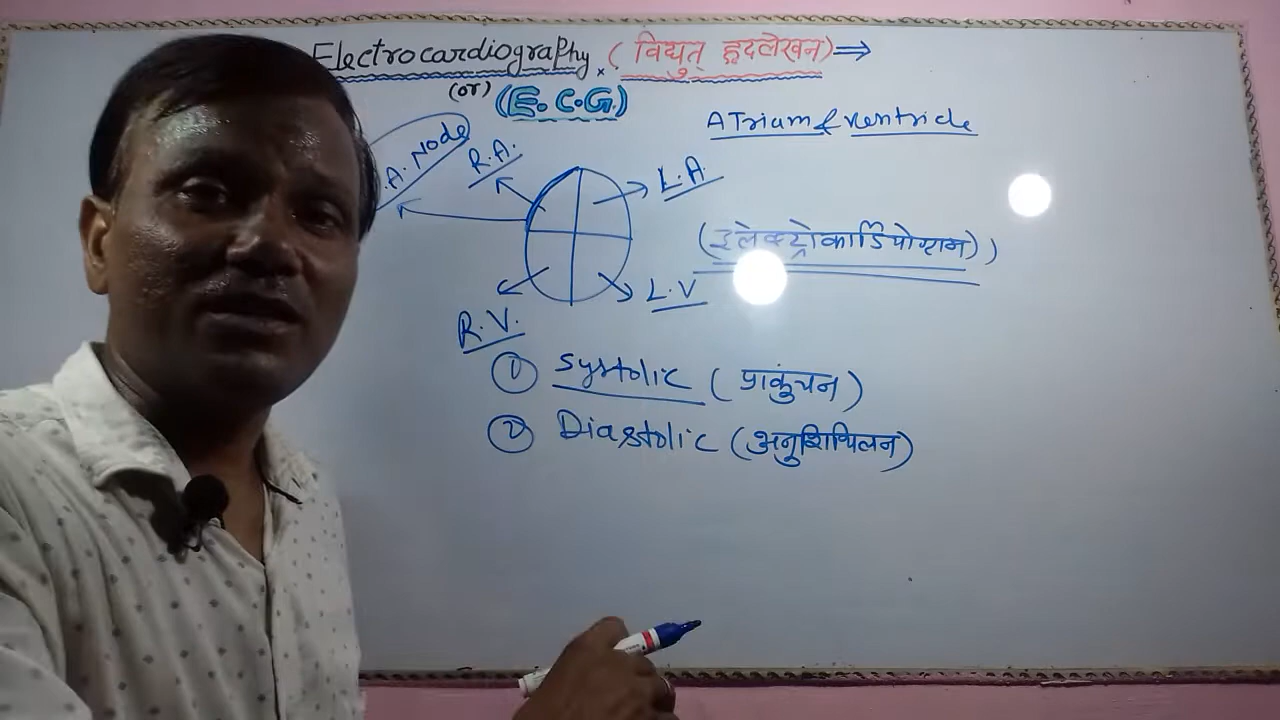 Electrocardiography (विद्युत् हृदलेखन) ⇒
(or) (E.C.G.)
Atrium & ventricle
.A. Node
R.A.
L.A.
(इलेक्ट्रोकार्डियोग्राम))
L.V
R.V.
① Systolic (प्राकुंचन)
② Diastolic (अनुशिथिलन)